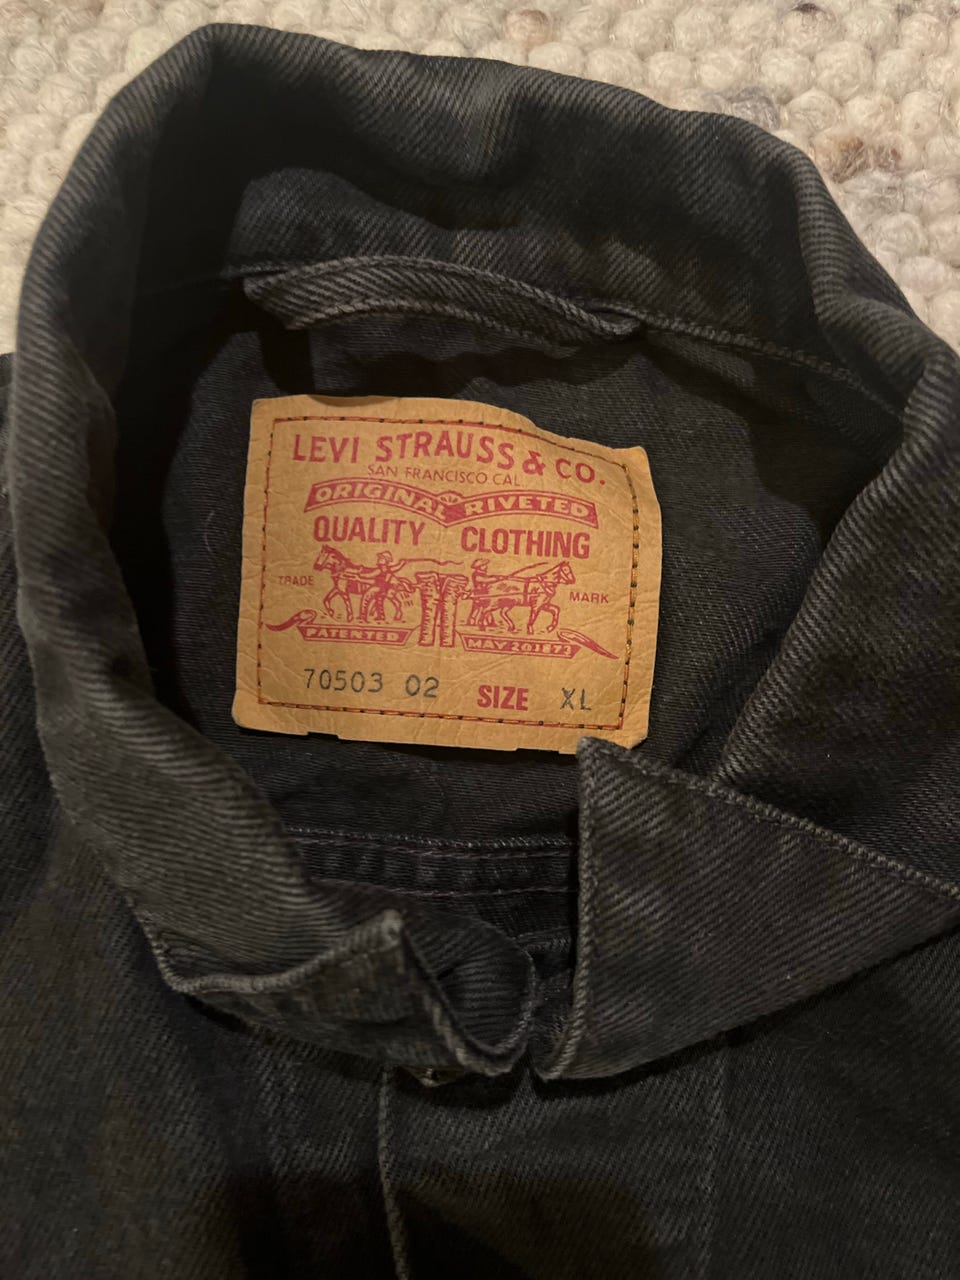 LEVI STRAUSS & CO.
SAN FRANCISCO CAL
ORIGINAL RIVETED
QUALITY CLOTHING
TRADE MARK
PATENTED MAY 20 1873
70503 02 SIZE XL